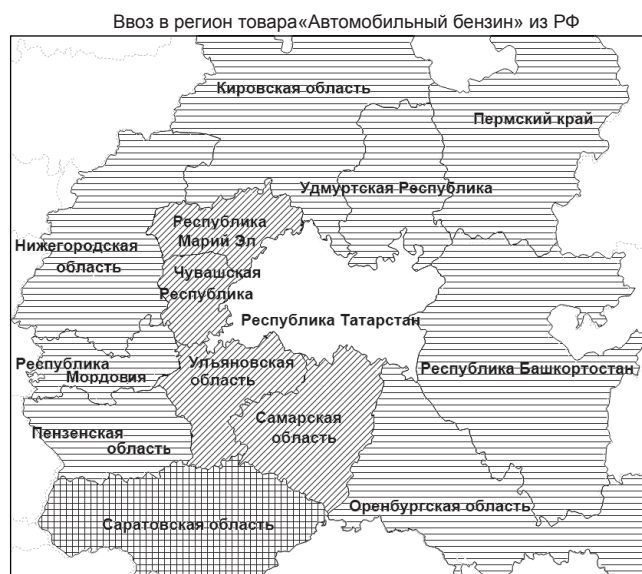 Ввоз в регион товара«Автомобильный бензин» из РФ
Кировская область
Пермский край
Удмуртская Республика
Республика
Марий Эл
Нижегородская
область
Чувашская
Республика
Республика Татарстан
Республика
Мордовия
Ульяновская
область
Республика Башкортостан
Пензенская
область
Самарская
область
Оренбургская область
Саратовская область